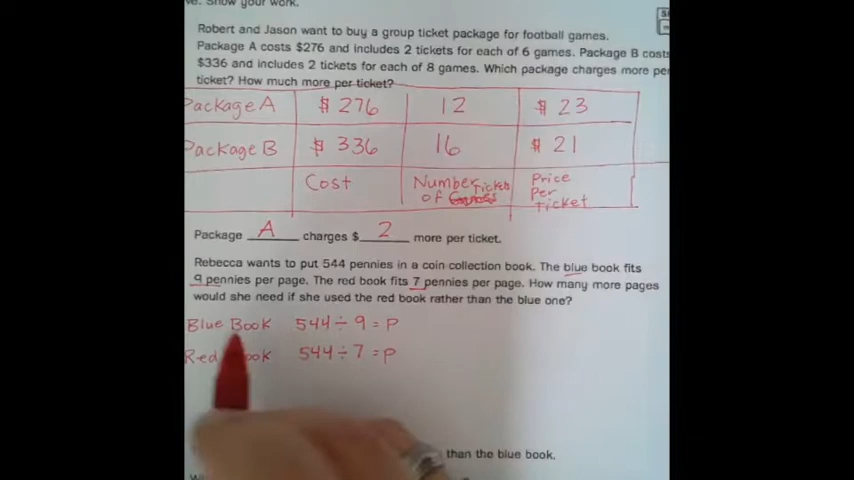 Show your work.
Robert and Jason want to buy a group ticket package for football games.
Package A costs $276 and includes 2 tickets for each of 6 games. Package B costs
$336 and includes 2 tickets for each of 8 games. Which package charges more per
ticket? How much more per ticket?
Package A $ 276 12 $ 23
Package B $ 336 16 $ 21
Cost Number of Tickets Price Per Ticket
Package A charges $ 2 more per ticket.
Rebecca wants to put 544 pennies in a coin collection book. The blue book fits
9 pennies per page. The red book fits 7 pennies per page. How many more pages
would she need if she used the red book rather than the blue one?
Blue Book 544 ÷ 9 = P
Red ook 544 ÷ 7 = P
than the blue book.